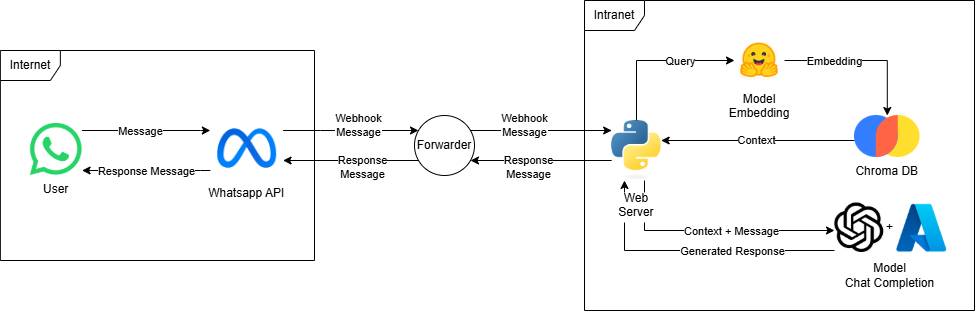 Intranet
Internet
Query
Embedding
Model
Embedding
Message
Webhook
Message
Forwarder
Webhook
Message
Context
Response Message
Response
Message
Response
Message
Chroma DB
User
Whatsapp API
Web
Server
Context + Message
+
Generated Response
Model
Chat Completion